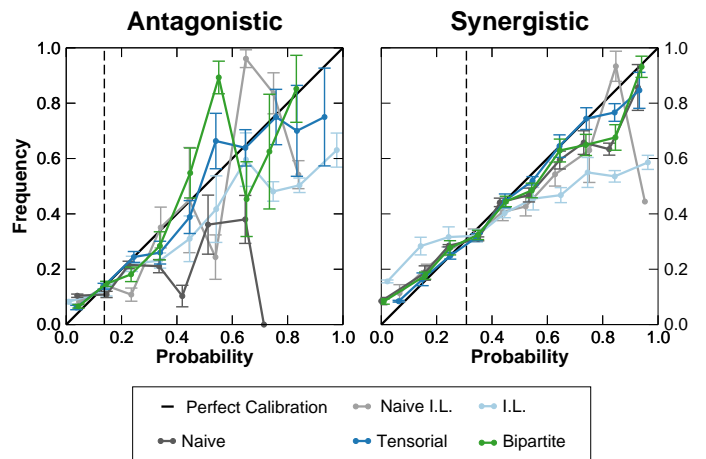 Antagonistic Synergistic
1.0 1.0
0.8 0.8
0.6 0.6
0.4 0.4
0.2 0.2
0.0 0.0
Frequency
0.0 0.2 0.4 0.6 0.8 1.0 0.0 0.2 0.4 0.6 0.8 1.0
Probability Probability
Perfect Calibration Naive I.L. I.L.
Naive Tensorial Bipartite